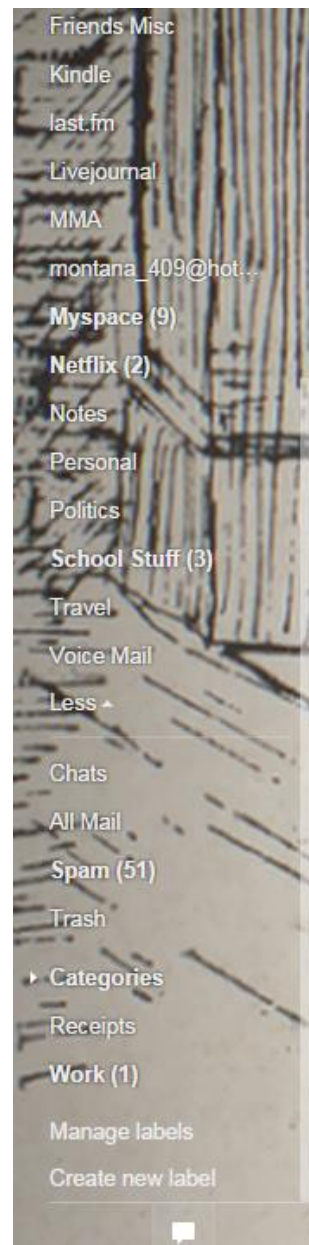 Friends Misc
Kindle
last.fm
Livejournal
MMA
montana_409@hot...
Myspace (9)
Netflix (2)
Notes
Personal
Politics
School Stuff (3)
Travel
Voice Mail
Less
Chats
All Mail
Spam (51)
Trash
Categories
Receipts
Work (1)
Manage labels
Create new label